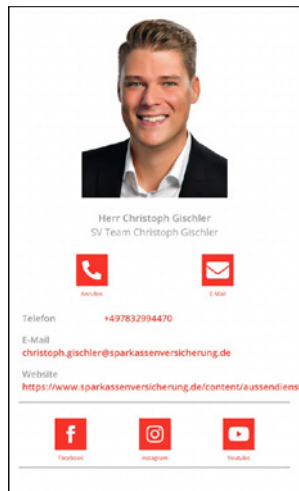 Herr Christoph Gischler
SV Team Christoph Gischler
Anrufen E-Mail
Telefon +497832994470
E-Mail
christoph.gischler@sparkassenversicherung.de
Website
https://www.sparkassenversicherung.de/content/aussendienst
Facebook Instagram Youtube